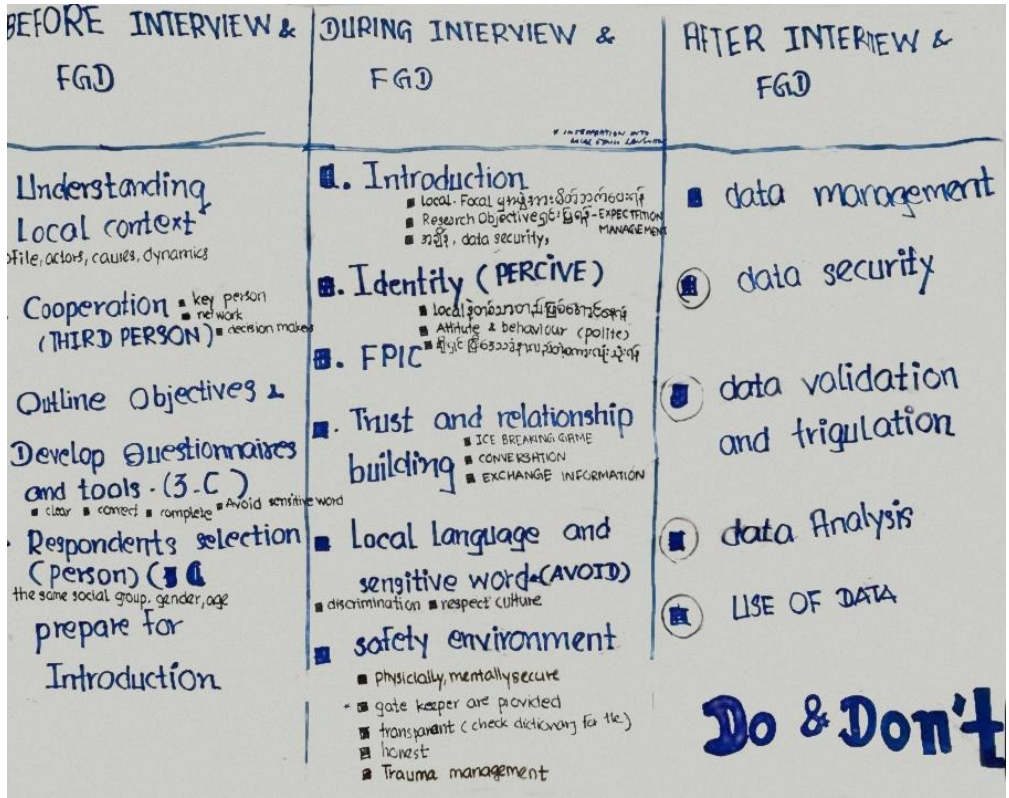 BEFORE INTERVIEW &
FGD
Understanding
Local context
file, actors, causes, dynamics
Cooperation ▪ key person
▪ network
(THIRD PERSON) ▪ decision makes
Outline Objectives &
Develop Questionnaires
and tools. (3-C)
▪ clear ▪ correct ▪ complete ▪ Avoid sensitive word
Respondents selection
(person) (
the same social group, gender, age
prepare for
Introduction
DURING INTERVIEW &
FGD
Introduction
▪ Local. Focal
▪ Research Objective - EXPECTETION
MANAGEMENT
▪ data security,
Identity (PERCIVE)
▪ local
▪ Attitute & behaviour (polite)
FPIC
Trust and relationship
building
▪ ICE BREAKING GAME
▪ CONVERSATION
▪ EXCHANGE INFORMATION
▪ Local Language and
sensitive word (AVOID)
▪ discrimination ▪ respect culture
▪ safety environment
▪ physicially, mentally secure
▪ gate keeper are provided
▪ transparant (check dictionary for the)
▪ honest
▪ Trauma management
AFTER INTERVIEW &
FGD
▪ data management
data security
data validation
and trigulation
data Analysis
USE OF DATA
Do & Don't